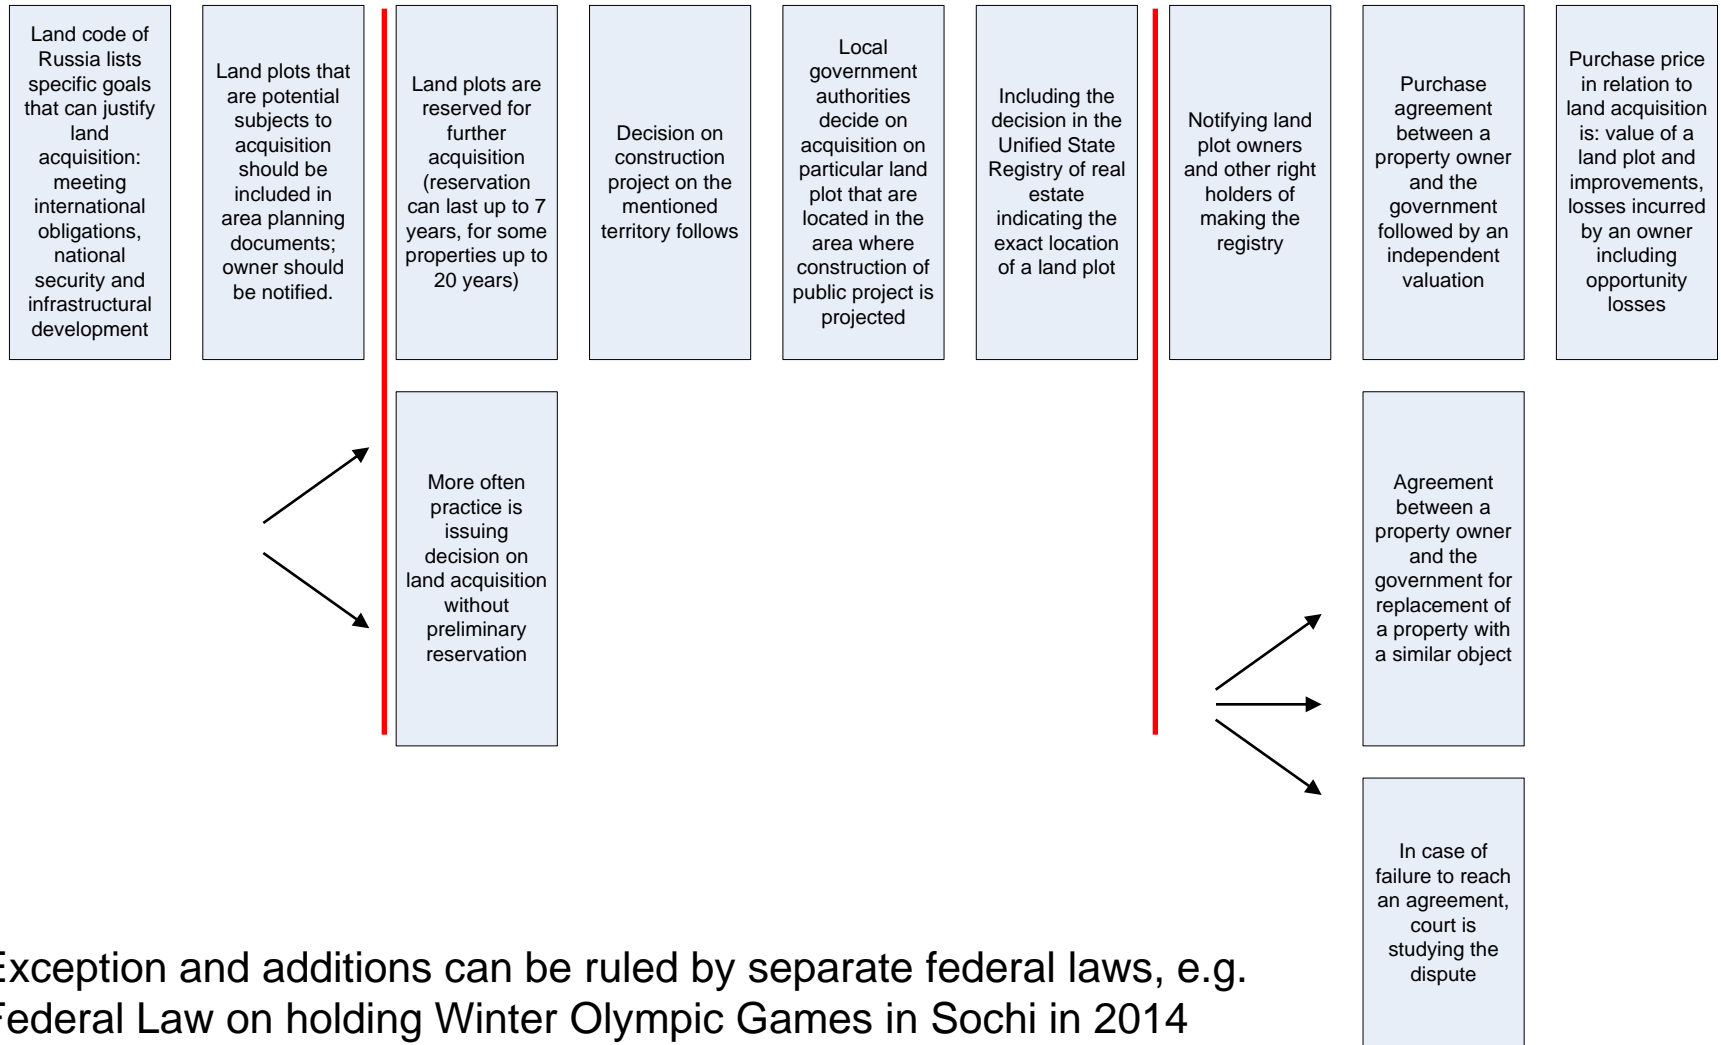 Land code of
Russia lists
specific goals
that can justify
land
acquisition:
meeting
international
obligations,
national
security and
infrastructural
development
Land plots that
are potential
subjects to
acquisition
should be
included in
area planning
documents;
owner should
be notified.
Land plots are
reserved for
further
acquisition
(reservation
can last up to 7
years, for some
properties up to
20 years)
Decision on
construction
project on the
mentioned
territory follows
Local
government
authorities
decide on
acquisition on
particular land
plot that are
located in the
area where
construction of
public project is
projected
Including the
decision in the
Unified State
Registry of real
estate
indicating the
exact location
of a land plot
Notifying land
plot owners
and other right
holders of
making the
registry
Purchase
agreement
between a
property owner
and the
government
followed by an
independent
valuation
Purchase price
in relation to
land acquisition
is: value of a
land plot and
improvements,
losses incurred
by an owner
including
opportunity
losses
More often
practice is
issuing
decision on
land acquisition
without
preliminary
reservation
Agreement
between a
property owner
and the
government for
replacement of
a property with
a similar object
In case of
failure to reach
an agreement,
court is
studying the
dispute
Exception and additions can be ruled by separate federal laws, e.g.
Federal Law on holding Winter Olympic Games in Sochi in 2014